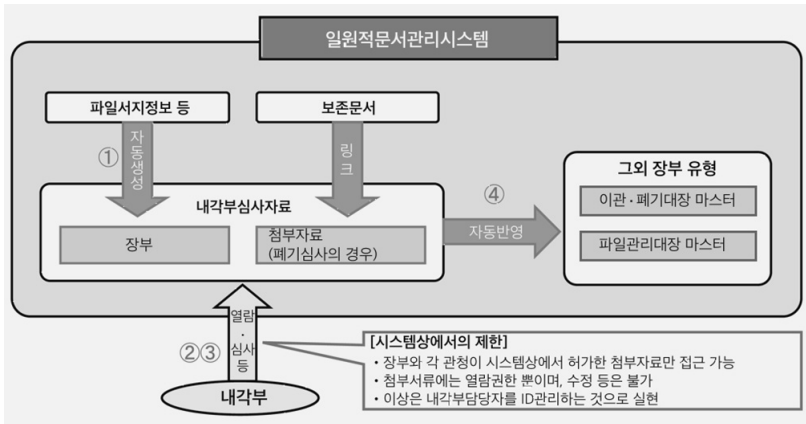 일원적문서관리시스템
파일서지정보 등
보존문서
①
자동생성
링크
내각부심사자료
장부
첨부자료
(폐기심사의 경우)
④
자동반영
그외 장부 유형
이관·폐기대장 마스터
파일관리대장 마스터
②③
열람
·
심사
등
내각부
[시스템상에서의 제한]
· 장부와 각 관청이 시스템상에서 허가한 첨부자료만 접근 가능
· 첨부서류에는 열람권한 뿐이며, 수정 등은 불가
· 이상은 내각부담당자를 ID관리하는 것으로 실현